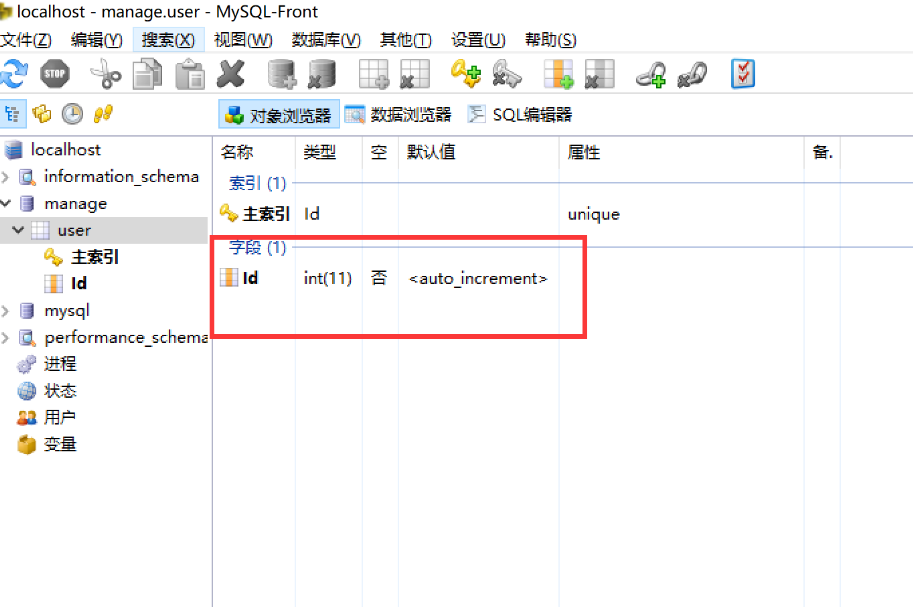 localhost - manage.user - MySQL-Front
文件(Z) 编辑(Y) 搜索(X) 视图(W) 数据库(V) 其他(T) 设置(U) 帮助(S)
STOP
对象浏览器 数据浏览器 SQL编辑器
localhost
information_schema
manage
user
主索引
Id
mysql
performance_schema
进程
状态
用户
变量
名称 类型 空 默认值 属性 备.
索引 (1)
主索引 Id unique
字段 (1)
Id int(11) 否 <auto_increment>